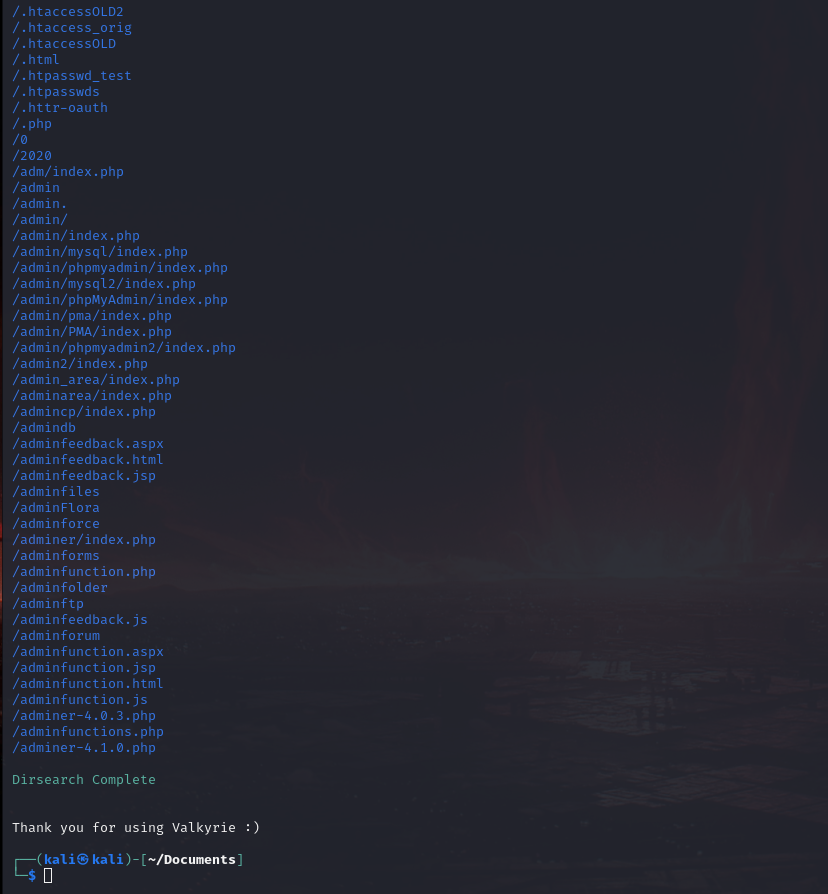 /.htaccessOLD2
/.htaccess_orig
/.htaccessOLD
/.html
/.htpasswd_test
/.htpasswds
/.httr-oauth
/.php
/0
/2020
/adm/index.php
/admin
/admin.
/admin/
/admin/index.php
/admin/mysql/index.php
/admin/phpmyadmin/index.php
/admin/mysql2/index.php
/admin/phpMyAdmin/index.php
/admin/pma/index.php
/admin/PMA/index.php
/admin/phpmyadmin2/index.php
/admin2/index.php
/admin_area/index.php
/adminarea/index.php
/admincp/index.php
/admindb
/adminfeedback.aspx
/adminfeedback.html
/adminfeedback.jsp
/adminfiles
/adminFlora
/adminforce
/adminer/index.php
/adminforms
/adminfunction.php
/adminfolder
/adminftp
/adminfeedback.js
/adminforum
/adminfunction.aspx
/adminfunction.jsp
/adminfunction.html
/adminfunction.js
/adminer-4.0.3.php
/adminfunctions.php
/adminer-4.1.0.php
Dirsearch Complete
Thank you for using Valkyrie :)
┌──(kali㉿kali)-[~/Documents]
└─$